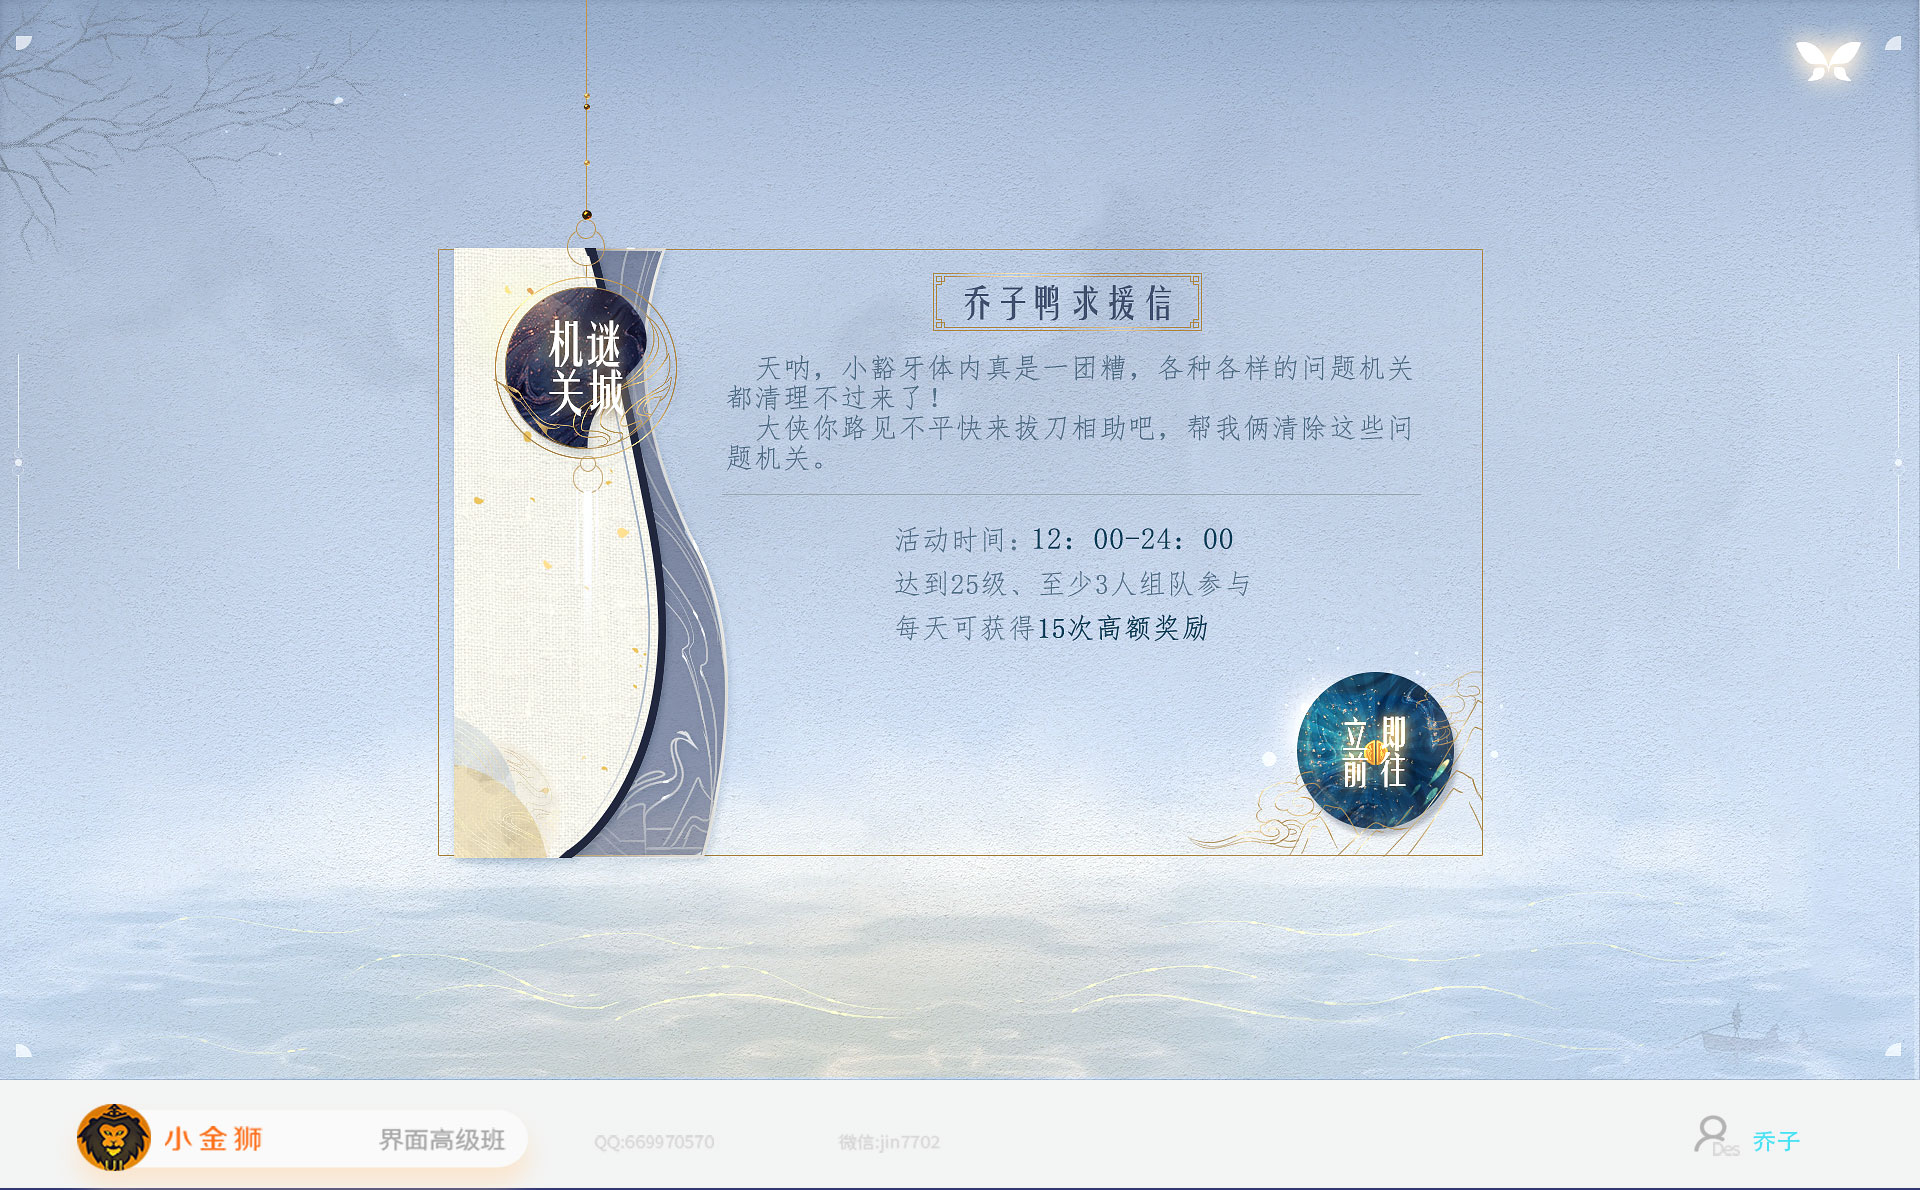 谜城
机关
乔子鸭求援信
天呐，小豁牙体内真是一团糟，各种各样的问题机关
都清理不过来了！
大侠你路见不平快来拔刀相助吧，帮我俩清除这些问
题机关。
活动时间：12：00-24：00
达到25级、至少3人组队参与
每天可获得15次高额奖励
立即
前往
小金狮
界面高级班
QQ:669970570
微信:jin7702
Des
乔子